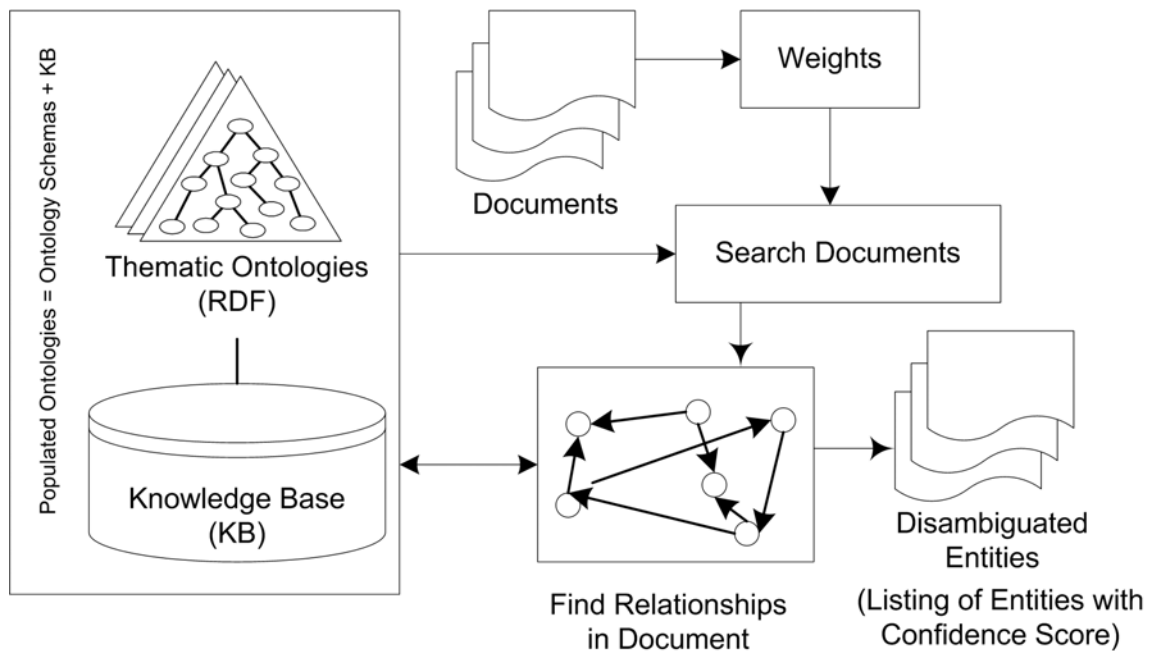 Populated Ontologies = Ontology Schemas + KB
Thematic Ontologies
(RDF)
Knowledge Base
(KB)
Documents
Weights
Search Documents
Find Relationships
in Document
Disambiguated
Entities
(Listing of Entities with
Confidence Score)